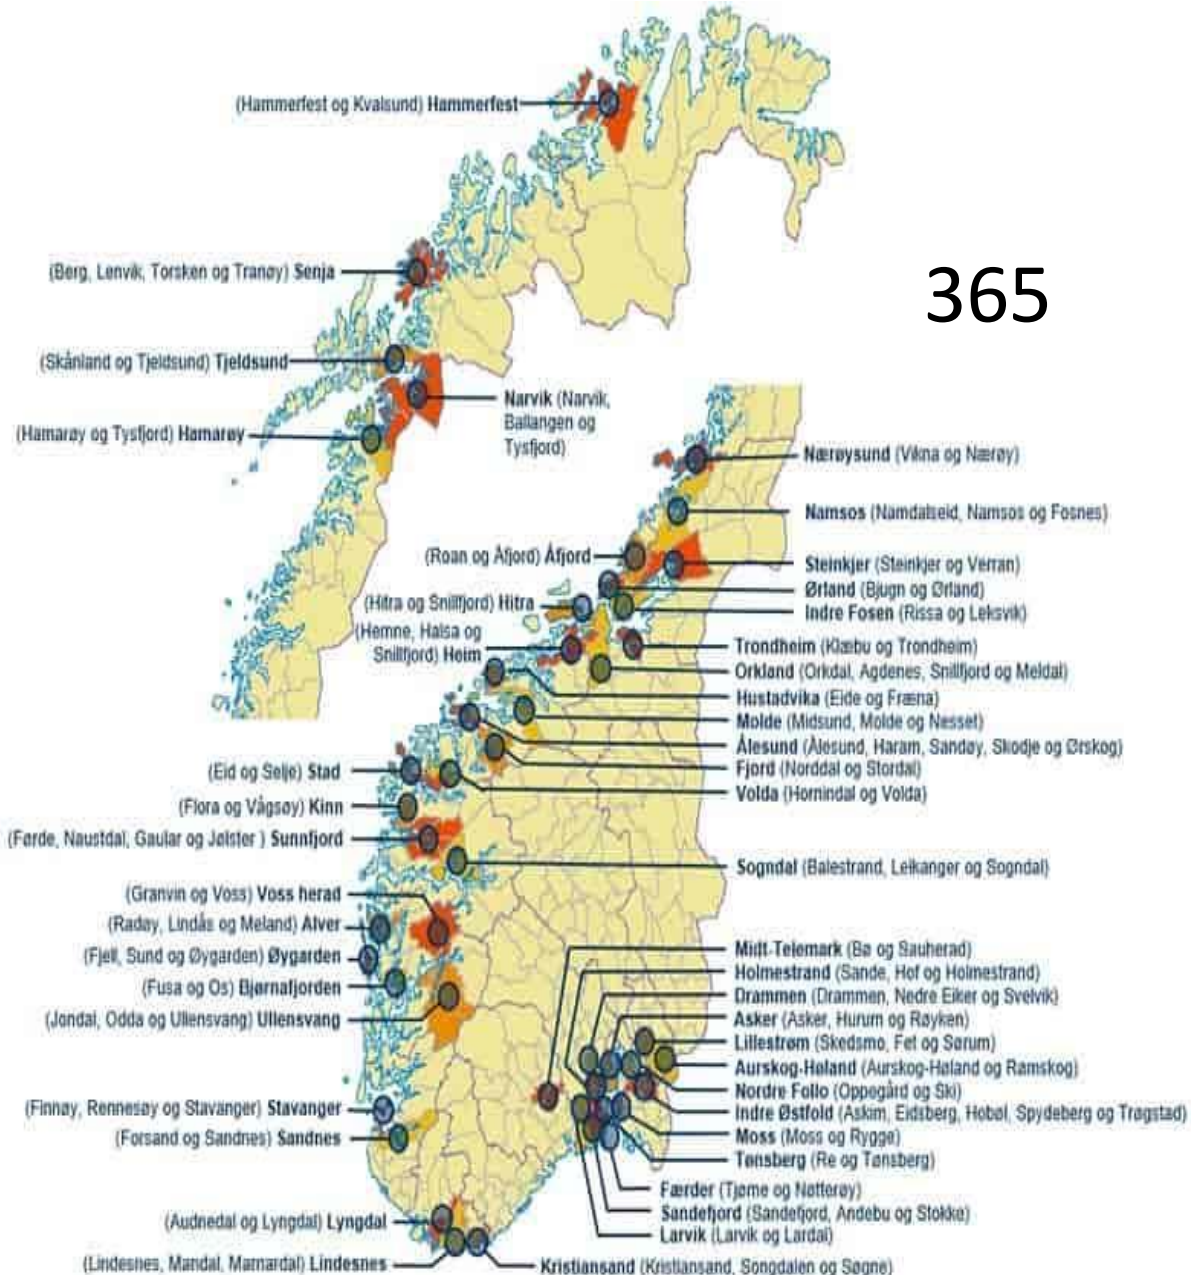 (Hammerfest og Kvalsund) Hammerfest
(Berg, Lenvik, Torsken og Tranøy) Senja
365
(Skånland og Tjeldsund) Tjeldsund
Narvik (Narvik,
Ballangen og
Tysfjord)
(Hamarøy og Tysfjord) Hamarøy
Nærøysund (Vikna og Nærøy)
Namsos (Namdalseid, Namsos og Fosnes)
(Roan og Åfjord) Åfjord
Steinkjer (Steinkjer og Verran)
Ørland (Bjugn og Ørland)
(Hitra og Snillfjord) Hitra
Indre Fosen (Rissa og Leksvik)
(Hemne, Halsa og
Snillfjord) Heim
Trondheim (Klæbu og Trondheim)
Orkland (Orkdal, Agdenes, Snillfjord og Meldal)
Hustadvika (Eide og Fræna)
Molde (Midsund, Molde og Nesset)
Ålesund (Ålesund, Haram, Sandøy, Skodje og Ørskog)
Fjord (Norddal og Stordal)
(Eid og Selje) Stad
Volda (Hornindal og Volda)
(Flora og Vågsøy) Kinn
(Førde, Naustdal, Gaular og Jølster ) Sunnfjord
Sogndal (Balestrand, Leikanger og Sogndal)
(Granvin og Voss) Voss herad
(Radøy, Lindås og Meland) Alver
(Fjell, Sund og Øygarden) Øygarden
(Fusa og Os) Bjørnafjorden
(Jondal, Odda og Ullensvang) Ullensvang
Midt-Telemark (Bø og Sauherad)
Holmestrand (Sande, Hof og Holmestrand)
Drammen (Drammen, Nedre Eiker og Svelvik)
Asker (Asker, Hurum og Røyken)
Lillestrøm (Skedsmo, Fet og Sørum)
Aurskog-Høland (Aurskog-Høland og Rømskog)
Nordre Follo (Oppegård og Ski)
Indre Østfold (Askim, Eidsberg, Hobøl, Spydeberg og Trøgstad)
Moss (Moss og Rygge)
Tønsberg (Re og Tønsberg)
Færder (Tjøme og Nøtterøy)
Sandefjord (Sandefjord, Andebu og Stokke)
Larvik (Larvik og Lardal)
(Finnøy, Rennesøy og Stavanger) Stavanger
(Forsand og Sandnes) Sandnes
(Audnedal og Lyngdal) Lyngdal
(Lindesnes, Mandal, Marnardal) Lindesnes
Kristiansand (Kristiansand, Songdalen og Søgne)